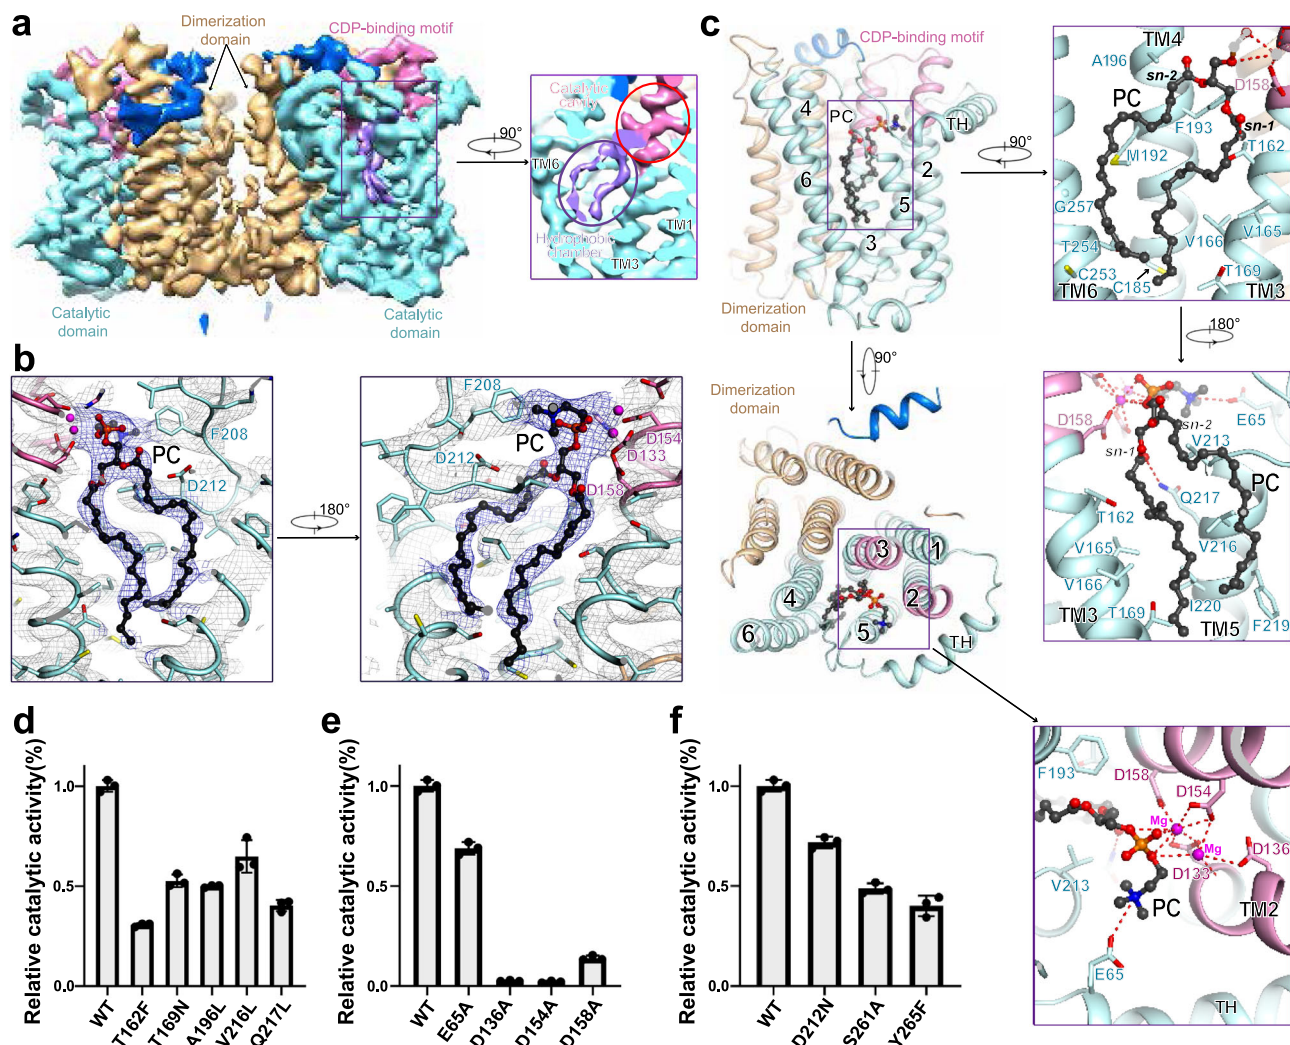 a
Dimerization
domain
CDP-binding motif
Catalytic
domain
Catalytic
domain
90°
Catalytic
cavity
TM6
TM1
Hydrophobic
chamber
TM3
b
F208
PC
D212
180°
F208
PC
D212
D154
D133
D158
c
CDP-binding motif
4
PC
TH
2
6
5
3
Dimerization
domain
90°
90°
TM4
A196
sn-2
D158
PC
F193
sn-1
M192
T162
G257
V166
V165
T254
C253
C185
T169
TM6
TM3
180°
D158
E65
sn-2
sn-1
V213
PC
Q217
T162
V165
V216
V166
T169
I220
TM3
TM5
F219
Dimerization
domain
3
1
4
2
6
5
TH
F193
D158
D154
Mg
Mg
D136
D133
V213
PC
TM2
E65
TH
d
Relative catalytic activity(%)
1.0
0.5
0.0
WT
T162F
T169N
A196L
V216L
Q217L
e
Relative catalytic activity(%)
1.0
0.5
0.0
WT
E65A
D136A
D154A
D158A
f
Relative catalytic activity(%)
1.0
0.5
0.0
WT
D212N
S261A
Y265F